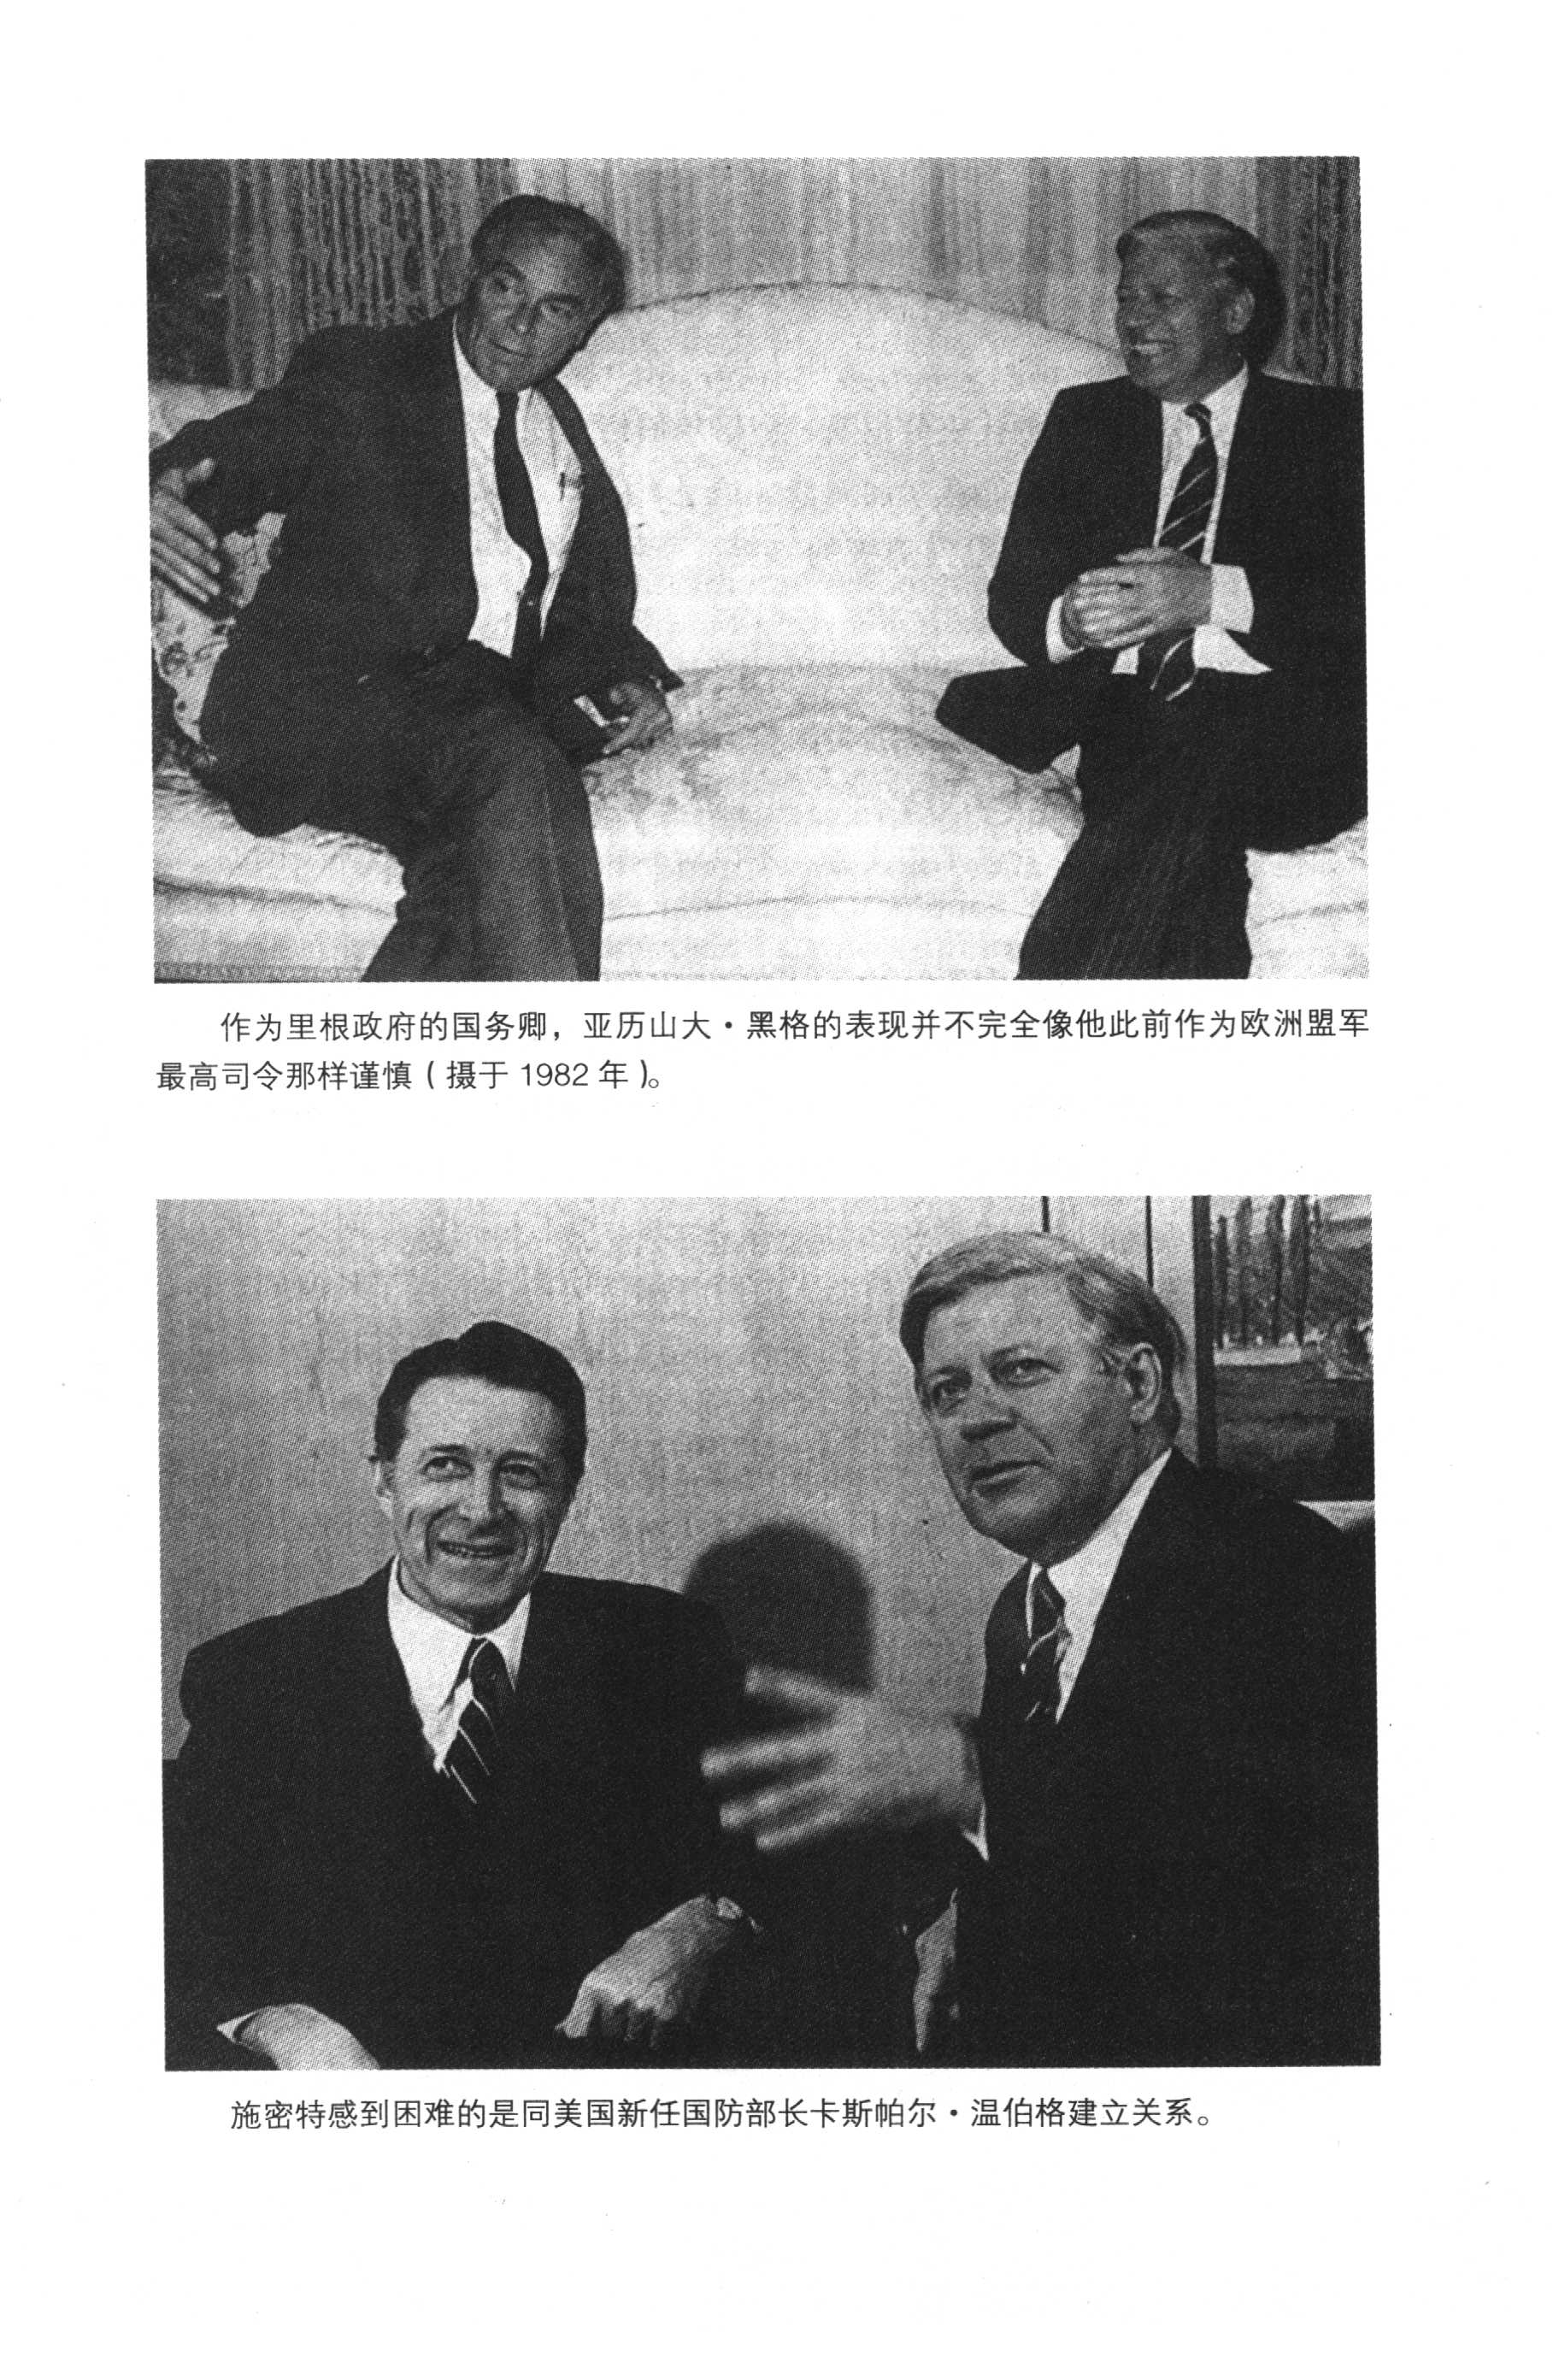 作为里根政府的国务卿，亚历山大·黑格的表现并不完全像他此前作为欧洲盟军
最高司令那样谨慎（摄于 1982 年）。
施密特感到困难的是同美国新任国防部长卡斯帕尔·温伯格建立关系。